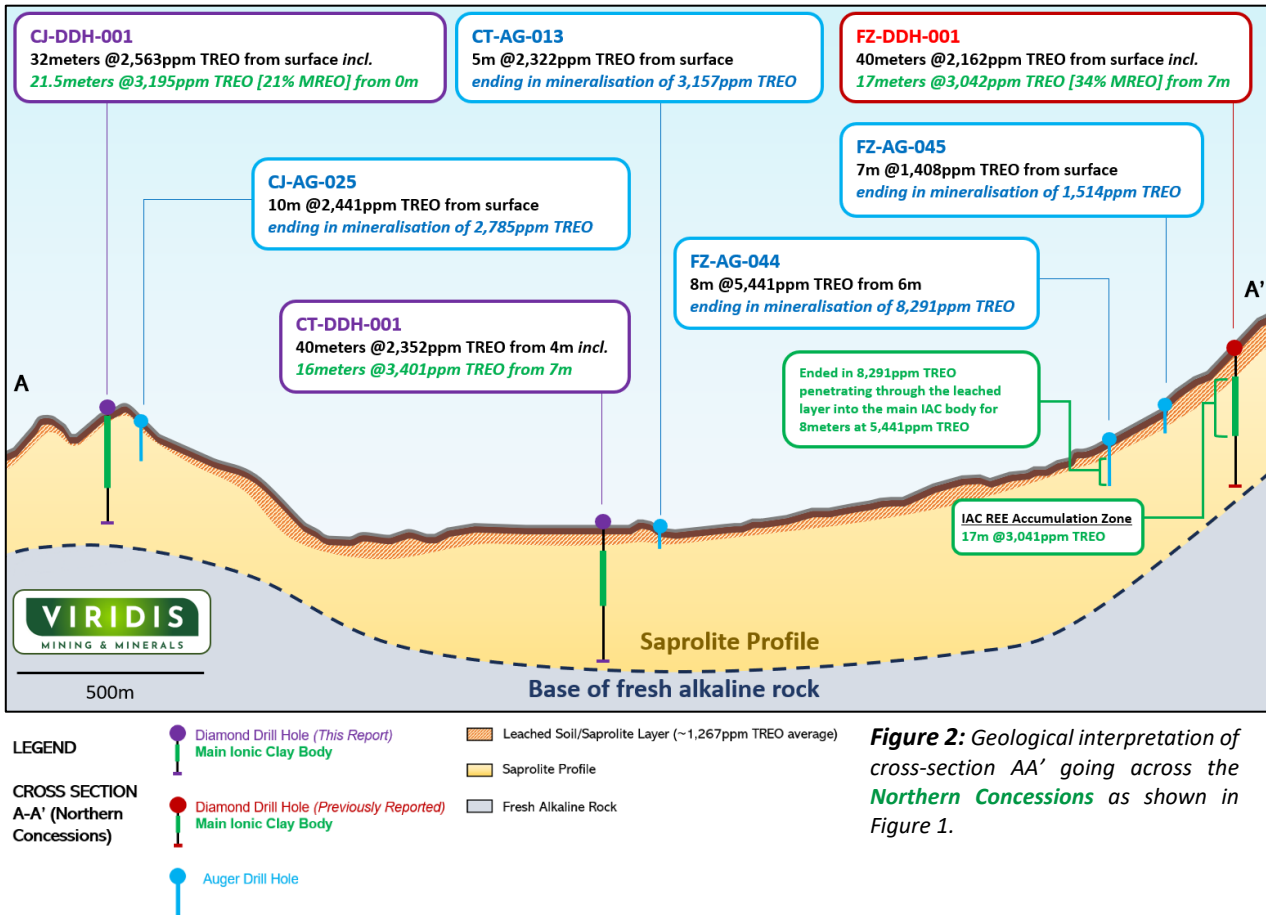 CJ-DDH-001
32meters @2,563ppm TREO from surface incl.
21.5meters @3,195ppm TREO [21% MREO] from 0m
CT-AG-013
5m @2,322ppm TREO from surface
ending in mineralisation of 3,157ppm TREO
FZ-DDH-001
40meters @2,162ppm TREO from surface incl.
17meters @3,042ppm TREO [34% MREO] from 7m
CJ-AG-025
10m @2,441ppm TREO from surface
ending in mineralisation of 2,785ppm TREO
FZ-AG-045
7m @1,408ppm TREO from surface
ending in mineralisation of 1,514ppm TREO
FZ-AG-044
8m @5,441ppm TREO from 6m
ending in mineralisation of 8,291ppm TREO
CT-DDH-001
40meters @2,352ppm TREO from 4m incl.
16meters @3,401ppm TREO from 7m
A
A'
Ended in 8,291ppm TREO
penetrating through the leached
layer into the main IAC body for
8meters at 5,441ppm TREO
IAC REE Accumulation Zone
17m @3,041ppm TREO
VIRIDIS
MINING & MINERALS
500m
Saprolite Profile
Base of fresh alkaline rock
LEGEND
CROSS SECTION
A-A' (Northern
Concessions)
Diamond Drill Hole (This Report)
Main Ionic Clay Body
Diamond Drill Hole (Previously Reported)
Main Ionic Clay Body
Auger Drill Hole
Leached Soil/Saprolite Layer (~1,267ppm TREO average)
Saprolite Profile
Fresh Alkaline Rock
Figure 2: Geological interpretation of
cross-section AA' going across the
Northern Concessions as shown in
Figure 1.